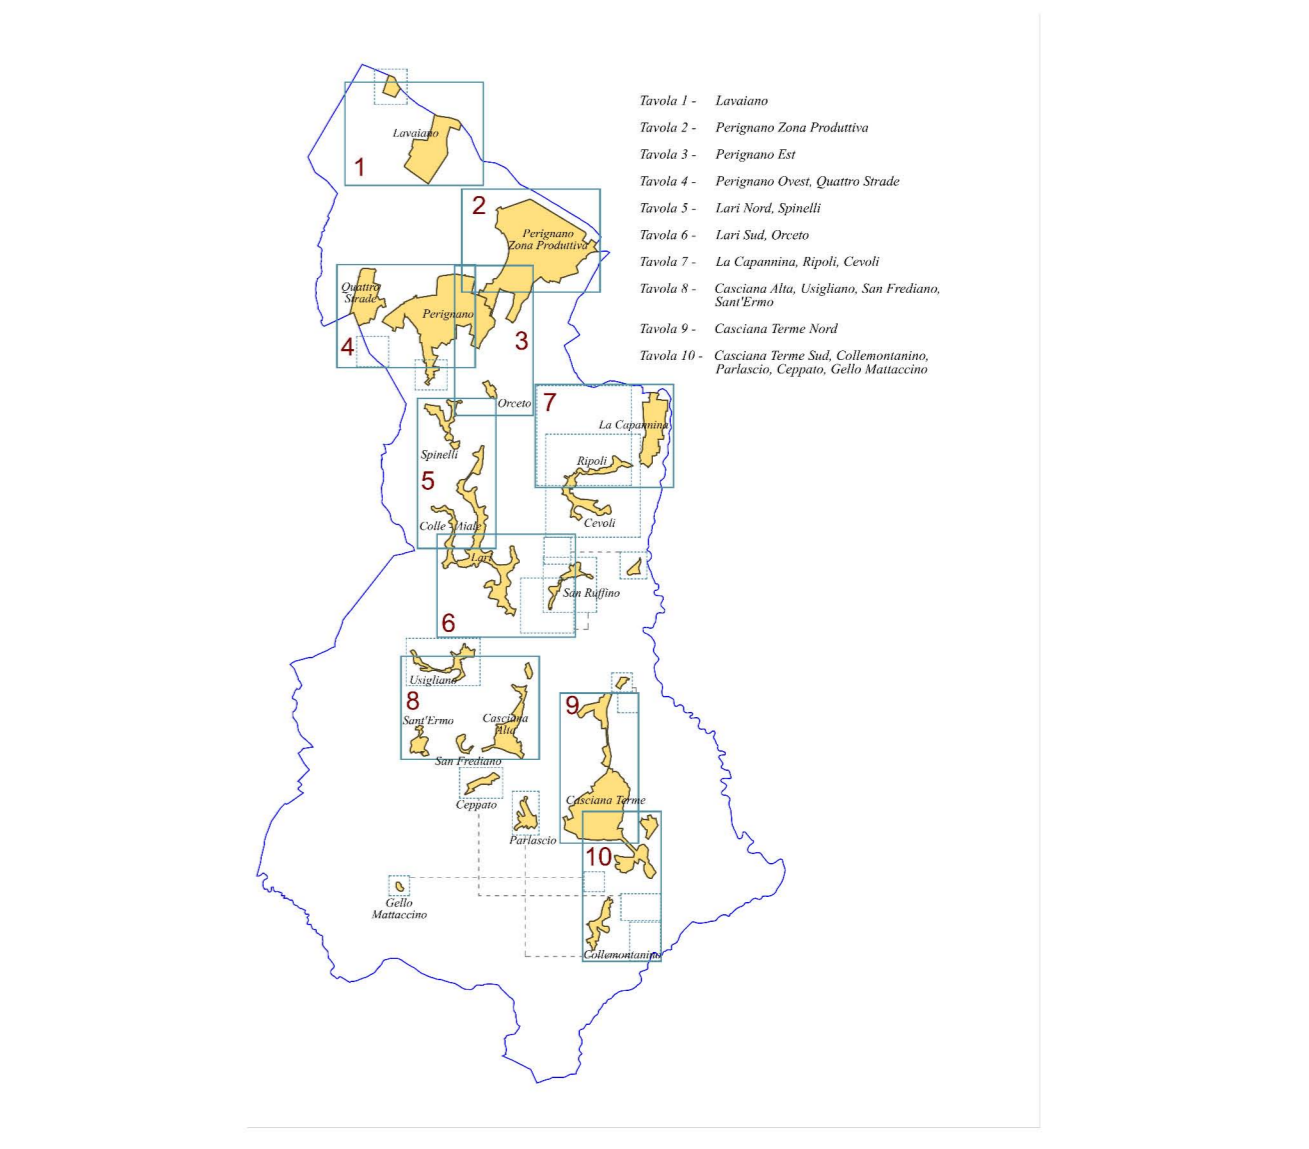 Tavola 1 - Lavaiano
Tavola 2 - Perignano Zona Produttiva
Tavola 3 - Perignano Est
Tavola 4 - Perignano Ovest, Quattro Strade
Tavola 5 - Lari Nord, Spinelli
Tavola 6 - Lari Sud, Orceto
Tavola 7 - La Capannina, Ripoli, Cevoli
Tavola 8 - Casciana Alta, Usigliano, San Frediano,
Sant'Ermo
Tavola 9 - Casciana Terme Nord
Tavola 10 - Casciana Terme Sud, Collemontanino,
Parlascio, Ceppato, Gello Mattaccino
Lavaiano
1
2
Perignano
Zona Produttiva
Quattro
Strade
Perignano
3
4
Orceto
7
La Capannina
Spinelli
Ripoli
5
Cevoli
Colle - Viale
Lari
San Ruffino
6
Usigliano
8
9
Sant'Ermo
Casciana
Alta
San Frediano
Ceppato
Casciana Terme
Parlascio
10
Gello
Mattaccino
Collemontanino